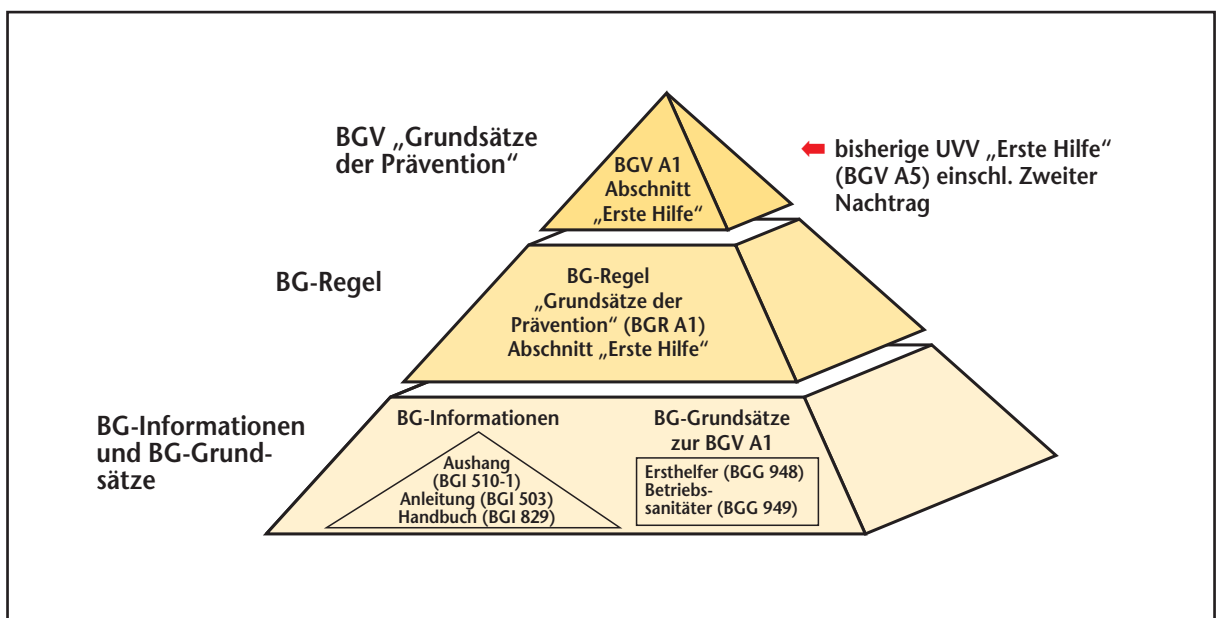 BGV „Grundsätze
der Prävention“
BGV A1
Abschnitt
„Erste Hilfe“
bisherige UVV „Erste Hilfe“
(BGV A5) einschl. Zweiter
Nachtrag
BG-Regel
BG-Regel
„Grundsätze der
Prävention“ (BGR A1)
Abschnitt „Erste Hilfe“
BG-Informationen
und BG-Grund-
sätze
BG-Informationen
Aushang
(BGI 510-1)
Anleitung (BGI 503)
Handbuch (BGI 829)
BG-Grundsätze
zur BGV A1
Ersthelfer (BGG 948)
Betriebs-
sanitäter (BGG 949)